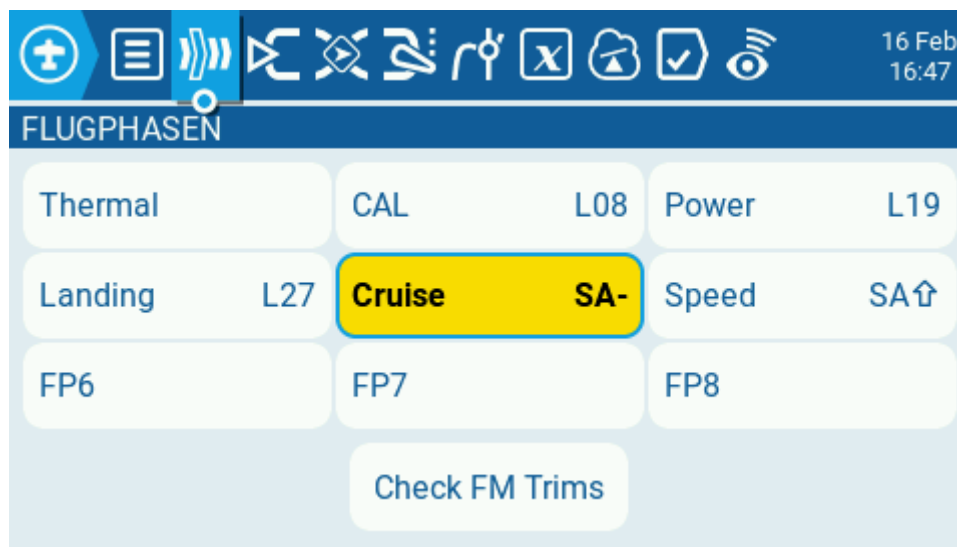 16 Feb
16:47
FLUGPHASEN
Thermal
CAL L08
Power L19
Landing L27
Cruise SA-
Speed SA⇧
FP6
FP7
FP8
Check FM Trims